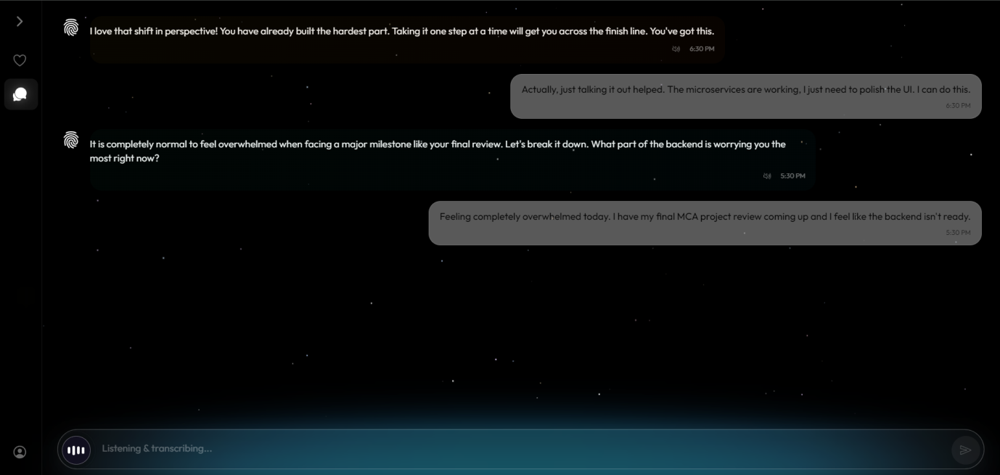 I love that shift in perspective! You have already built the hardest part. Taking it one step at a time will get you across the finish line. You've got this.
6:30 PM
Actually, just talking it out helped. The microservices are working, I just need to polish the UI. I can do this.
6:30 PM
It is completely normal to feel overwhelmed when facing a major milestone like your final review. Let's break it down. What part of the backend is worrying you the
most right now?
5:30 PM
Feeling completely overwhelmed today. I have my final MCA project review coming up and I feel like the backend isn't ready.
5:30 PM
Listening & transcribing...